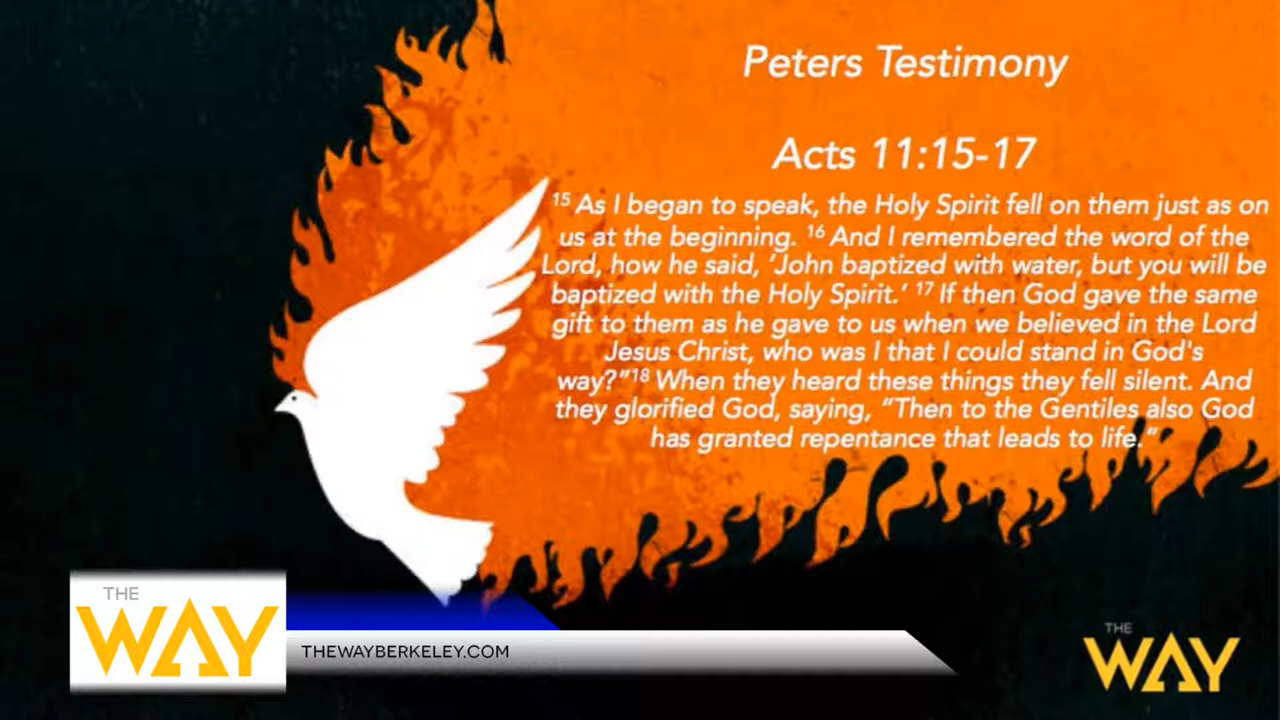 Peters Testimony
Acts 11:15-17
15 As I began to speak, the Holy Spirit fell on them just as on
us at the beginning. 16 And I remembered the word of the
Lord, how he said, ‘John baptized with water, but you will be
baptized with the Holy Spirit.’ 17 If then God gave the same
gift to them as he gave to us when we believed in the Lord
Jesus Christ, who was I that I could stand in God's
way?”18 When they heard these things they fell silent. And
they glorified God, saying, “Then to the Gentiles also God
has granted repentance that leads to life.”
THE
WAY
THEWAYBERKELEY.COM
THE
WAY